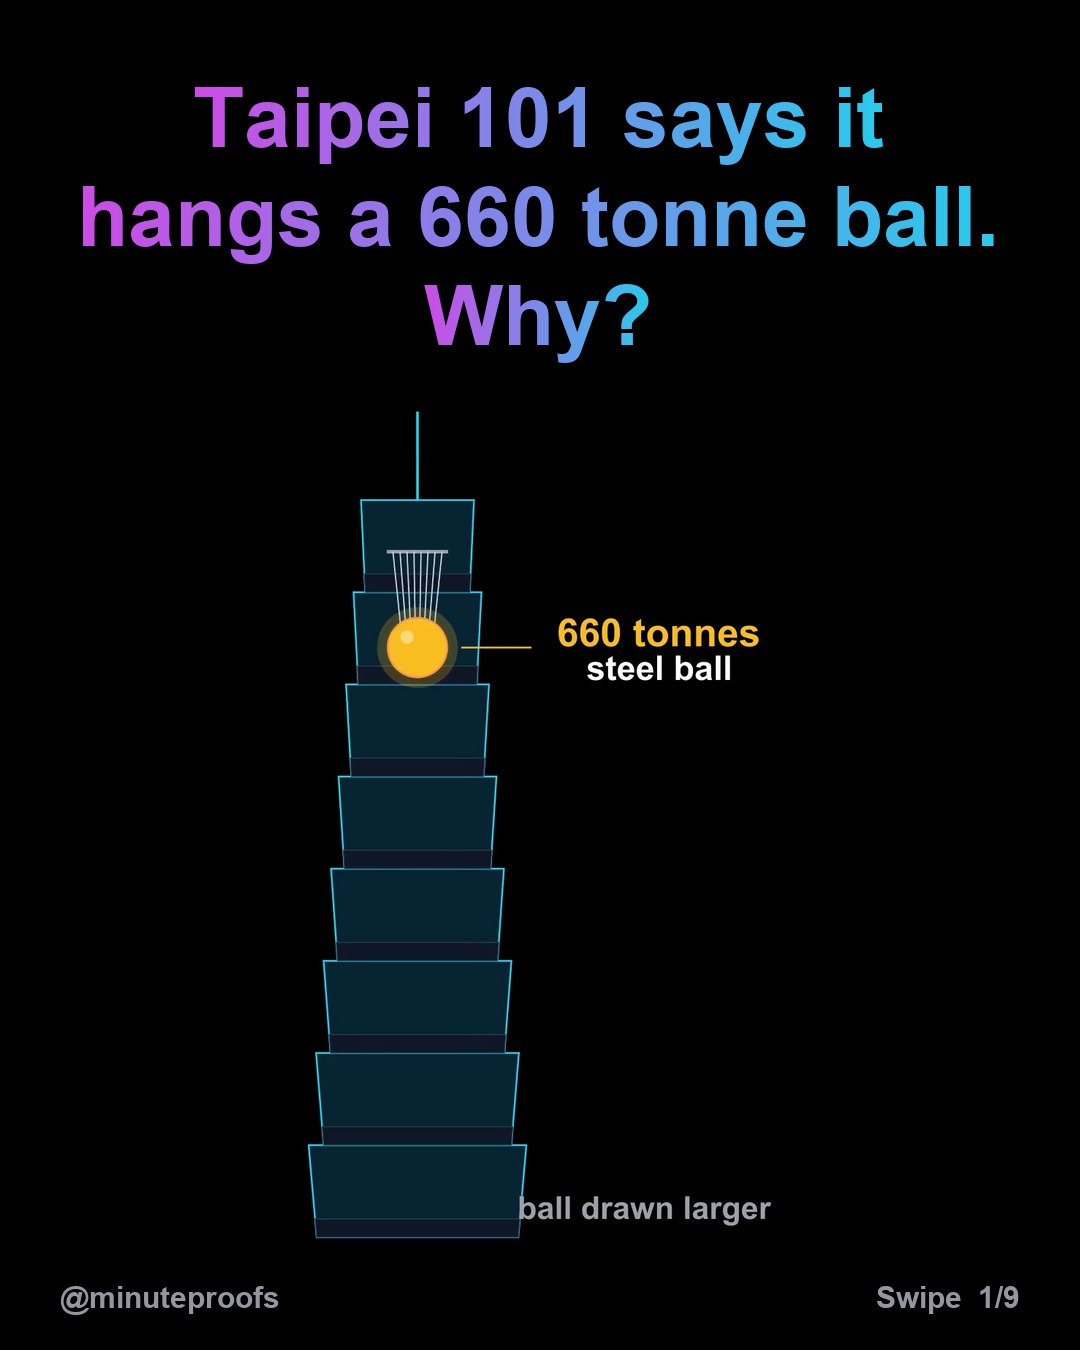 Taipei 101 says it
hangs a 660 tonne ball.
Why?
660 tonnes
steel ball
ball drawn larger
@minuteproofs
Swipe 1/9